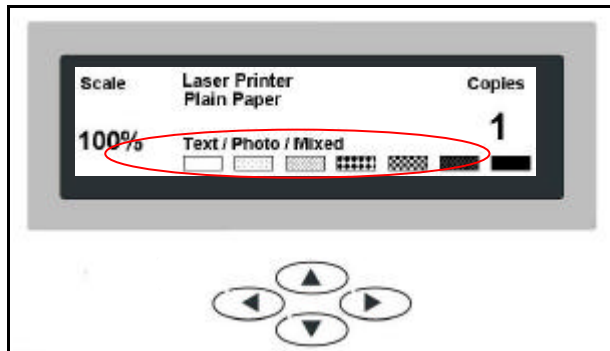 Scale
Laser Printer
Plain Paper
Copies
100%
1
Text / Photo / Mixed